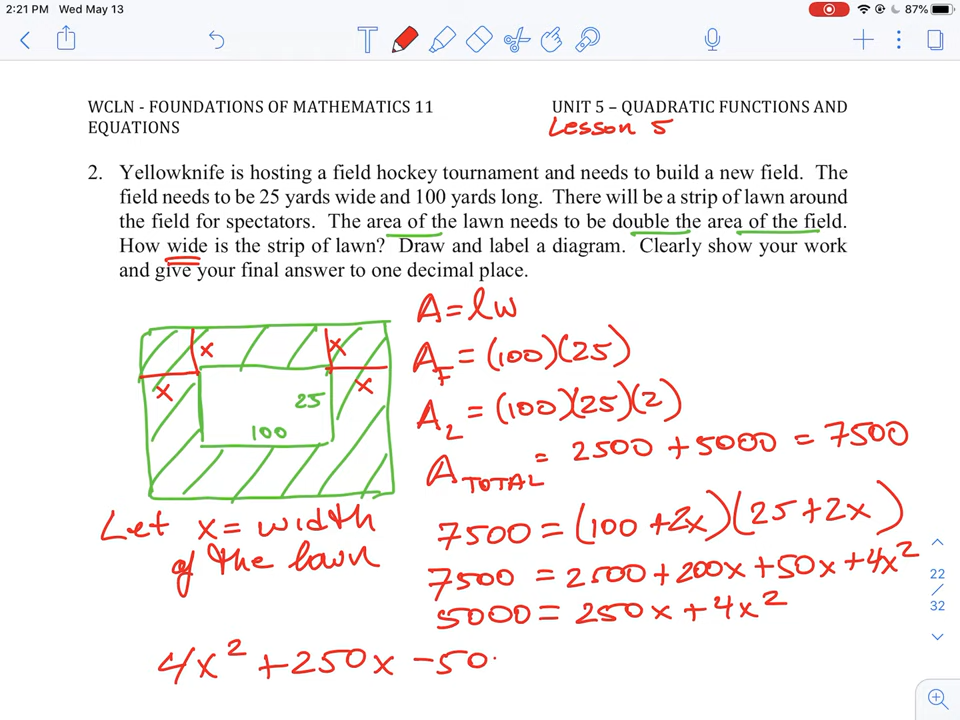 2:21 PM Wed May 13
87%
WCLN - FOUNDATIONS OF MATHEMATICS 11
EQUATIONS
UNIT 5 – QUADRATIC FUNCTIONS AND
Lesson 5
2. Yellowknife is hosting a field hockey tournament and needs to build a new field. The
field needs to be 25 yards wide and 100 yards long. There will be a strip of lawn around
the field for spectators. The area of the lawn needs to be double the area of the field.
How wide is the strip of lawn? Draw and label a diagram. Clearly show your work
and give your final answer to one decimal place.
x x
x x
25
100
Let x = width
of the lawn
A = lw
A_F = (100)(25)
A_L = (100)(25)(2)
A_TOTAL = 2500 + 5000 = 7500
7500 = (100 + 2x)(25 + 2x)
7500 = 2500 + 200x + 50x + 4x²
5000 = 250x + 4x²
4x² + 250x - 50
22
/
32